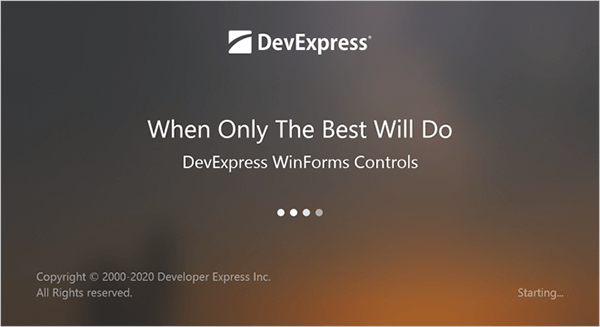 DevExpress®
When Only The Best Will Do
DevExpress WinForms Controls
Copyright © 2000-2020 Developer Express Inc.
All Rights reserved.
Starting...